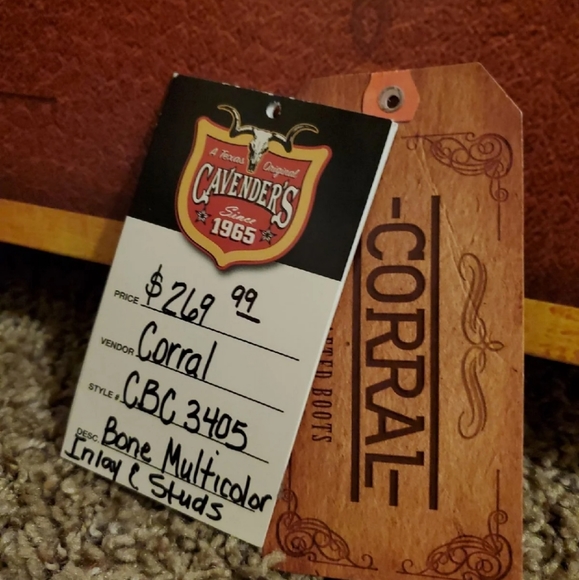 A Texas Original
CAVENDER'S
Since
1965
PRICE $269 99
VENDOR Corral
STYLE # CBC 3405
DESC. Bone Multicolor
Inlay & Studs
-CORRAL-
BOOTS